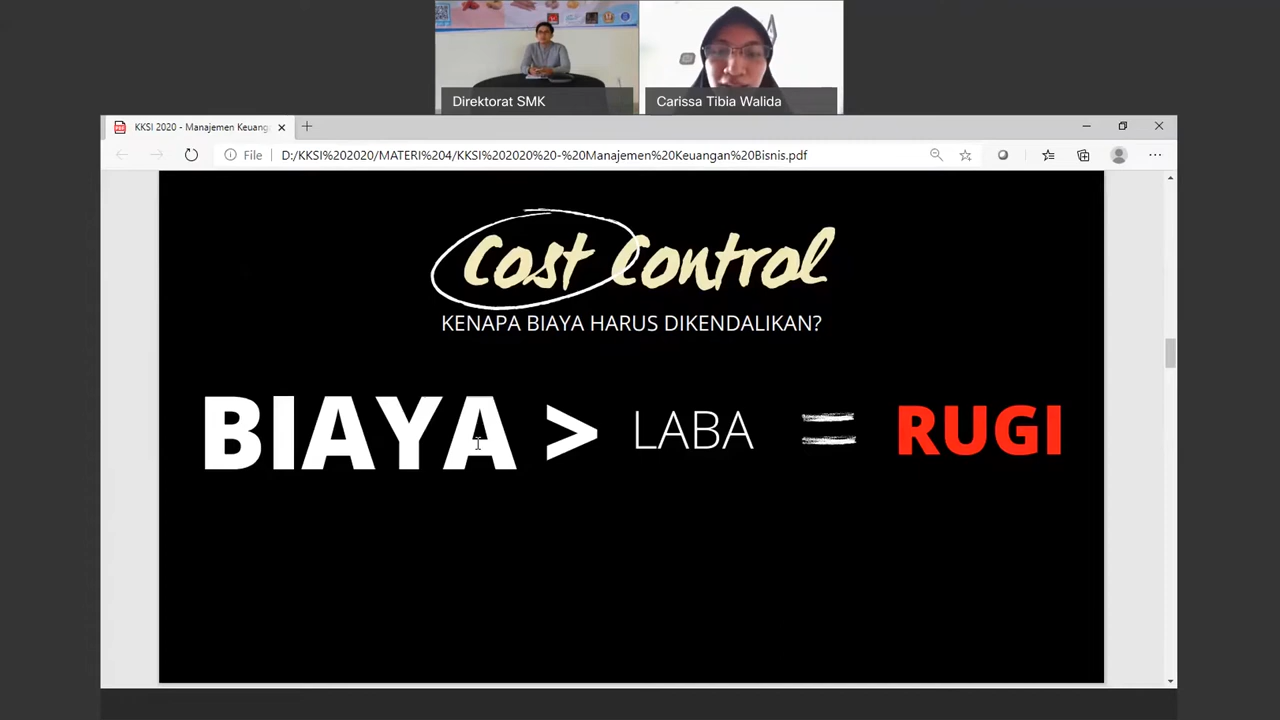 Direktorat SMK
Carissa Tibia Walida
KKSI 2020 - Manajemen Keuang
File
D:/KKSI%202020/MATERI%204/KKSI%202020%20-%20Manajemen%20Keuangan%20Bisnis.pdf
Cost Control
KENAPA BIAYA HARUS DIKENDALIKAN?
BIAYA > LABA = RUGI